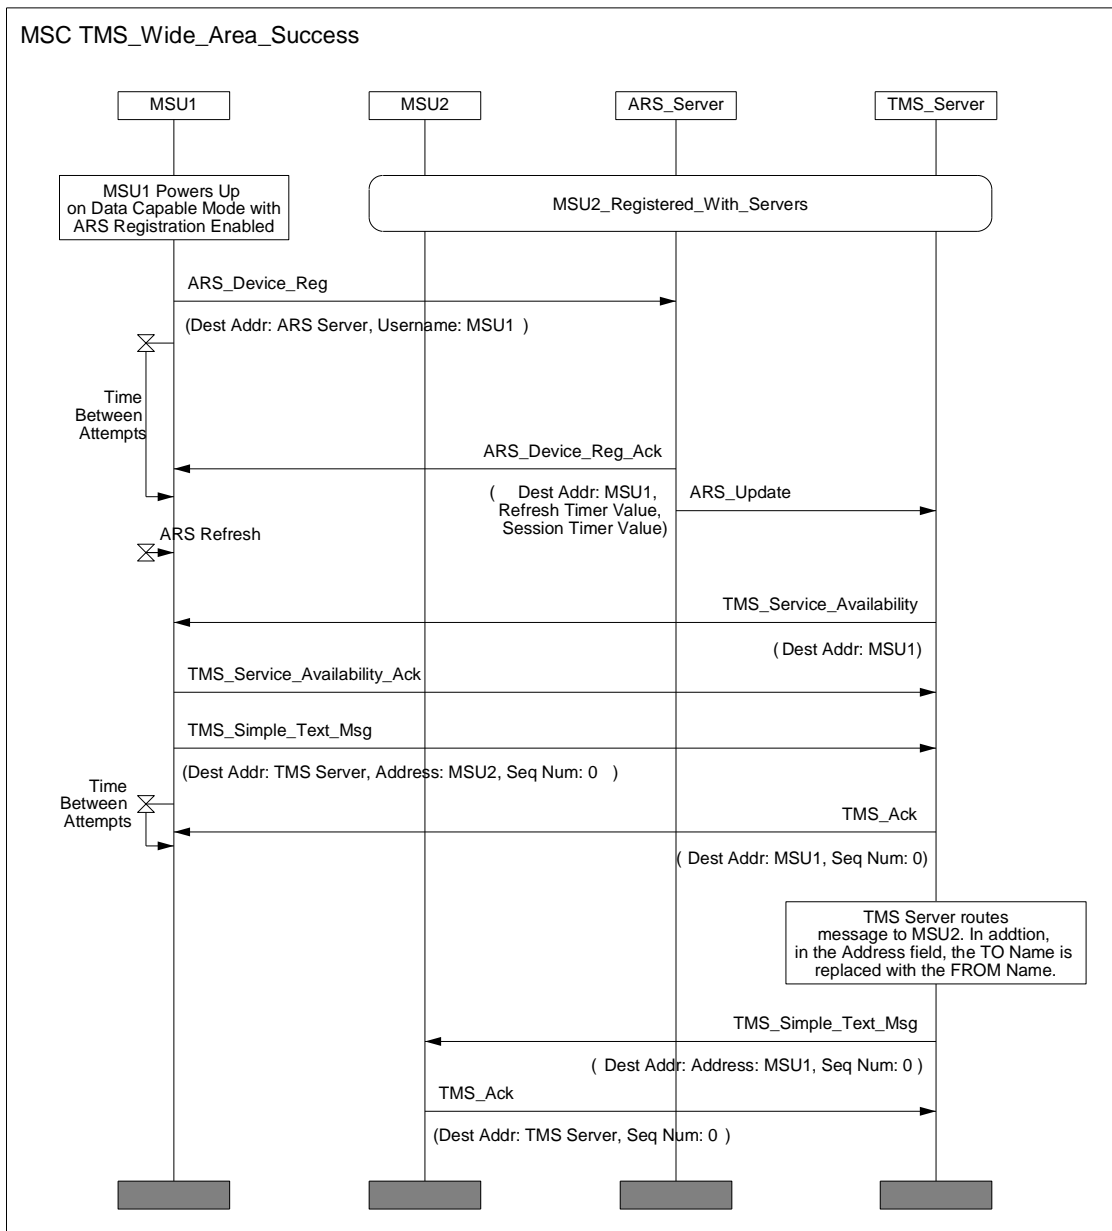 MSC TMS_Wide_Area_Success
MSU1
MSU2
ARS_Server
TMS_Server
MSU1 Powers Up
on Data Capable Mode with
ARS Registration Enabled
MSU2_Registered_With_Servers
ARS_Device_Reg
(Dest Addr: ARS Server, Username: MSU1 )
Time
Between
Attempts
ARS_Device_Reg_Ack
( Dest Addr: MSU1,
Refresh Timer Value,
Session Timer Value)
ARS_Update
ARS Refresh
TMS_Service_Availability
( Dest Addr: MSU1)
TMS_Service_Availability_Ack
TMS_Simple_Text_Msg
(Dest Addr: TMS Server, Address: MSU2, Seq Num: 0 )
Time
Between
Attempts
TMS_Ack
( Dest Addr: MSU1, Seq Num: 0)
TMS Server routes
message to MSU2. In addtion,
in the Address field, the TO Name is
replaced with the FROM Name.
TMS_Simple_Text_Msg
( Dest Addr: Address: MSU1, Seq Num: 0 )
TMS_Ack
(Dest Addr: TMS Server, Seq Num: 0 )